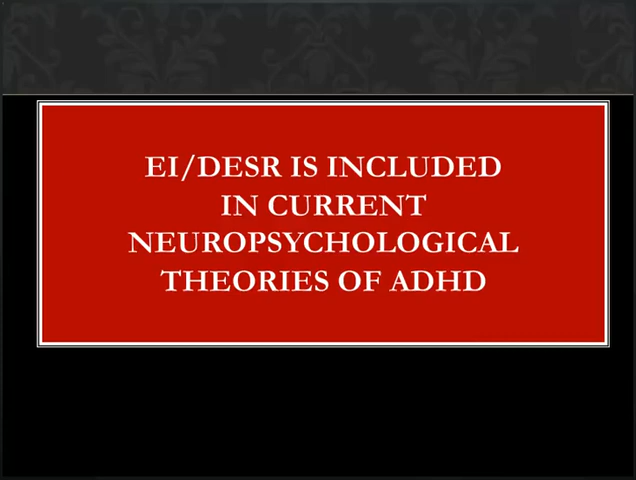 EI/DESR IS INCLUDED
IN CURRENT
NEUROPSYCHOLOGICAL
THEORIES OF ADHD